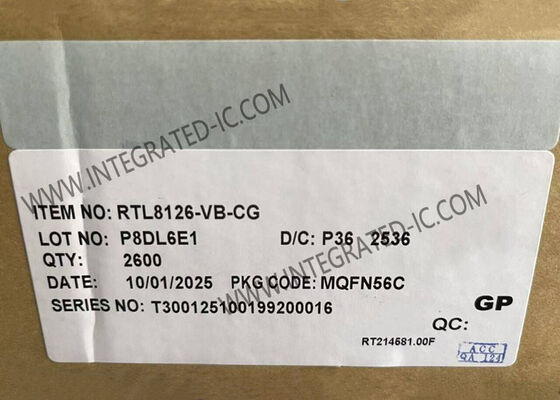 ITEM NO: RTL8126-VB-CG
LOT NO: P8DL6E1 D/C: P36 2536
QTY: 2600
DATE: 10/01/2025 PKG CODE: MQFN56C
SERIES NO: T300125100199200016
GP
QC:
RT214581.00F
ACC
QA 124
WWW.INTEGRATED-IC.COM
WWW.INTEGRATED-IC.COM
WWW.INTEGRATED-IC.COM